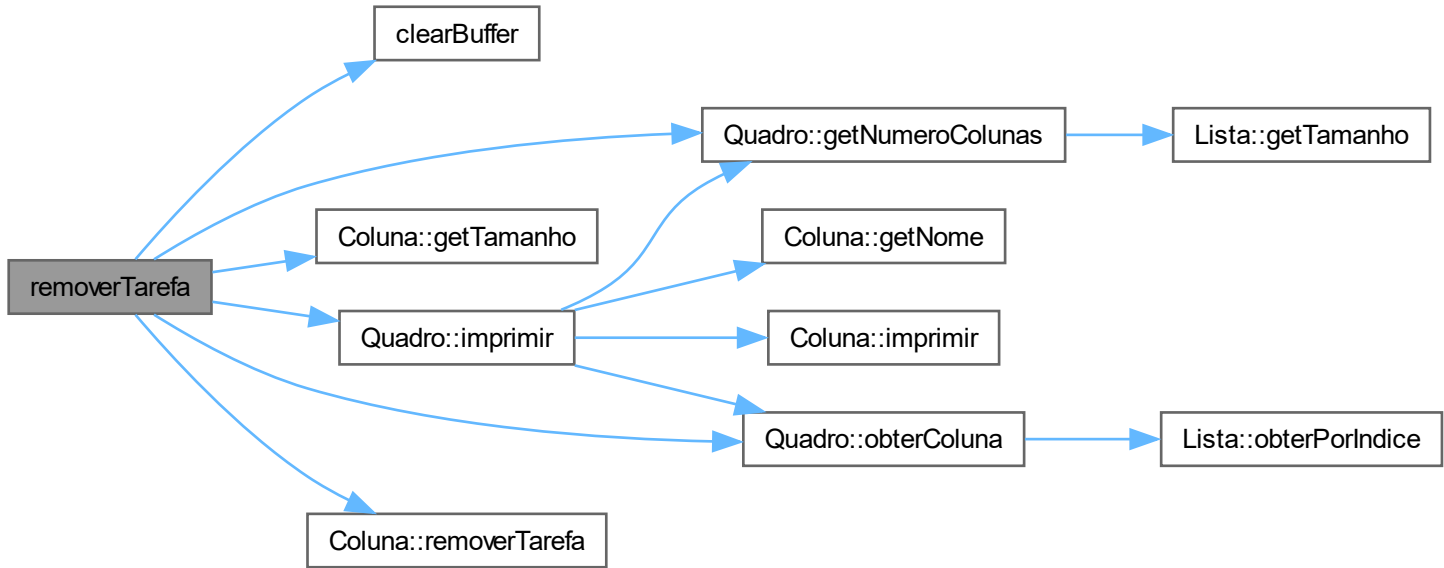 clearBuffer
Quadro::getNumeroColunas
Lista::getTamanho
Coluna::getTamanho
Coluna::getNome
removerTarefa
Quadro::imprimir
Coluna::imprimir
Quadro::obterColuna
Lista::obterPorIndice
Coluna::removerTarefa